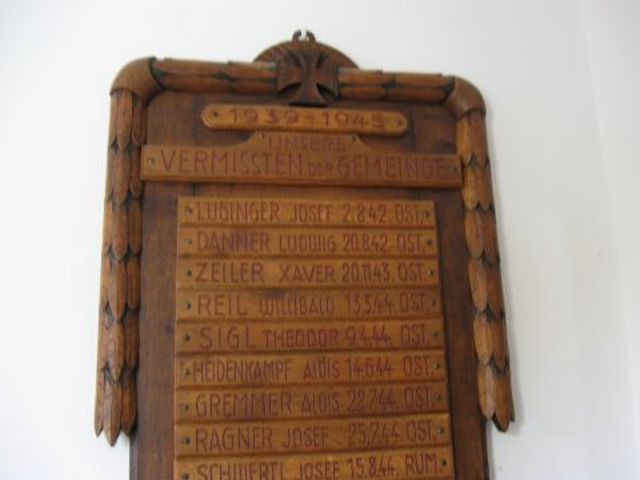 1939-1945
UNSERE
VERMISSTEN DER GEMEINDE
LUDINGER JOSEF 2.8.42. OST.
DANNER LUDWIG 20.8.42. OST.
ZEILER XAVER 20.11.43. OST.
REIL WILLIBALD 13.3.44. OST.
SIGL THEODOR 9.4.44. OST.
HEIDENKAMPF ALOIS 14.6.44 OST.
GREMMER ALOIS 22.7.44. OST.
RAGNER JOSEF 25.7.44. OST.
SCHWERTL JOSEF 15.8.44. RUM.